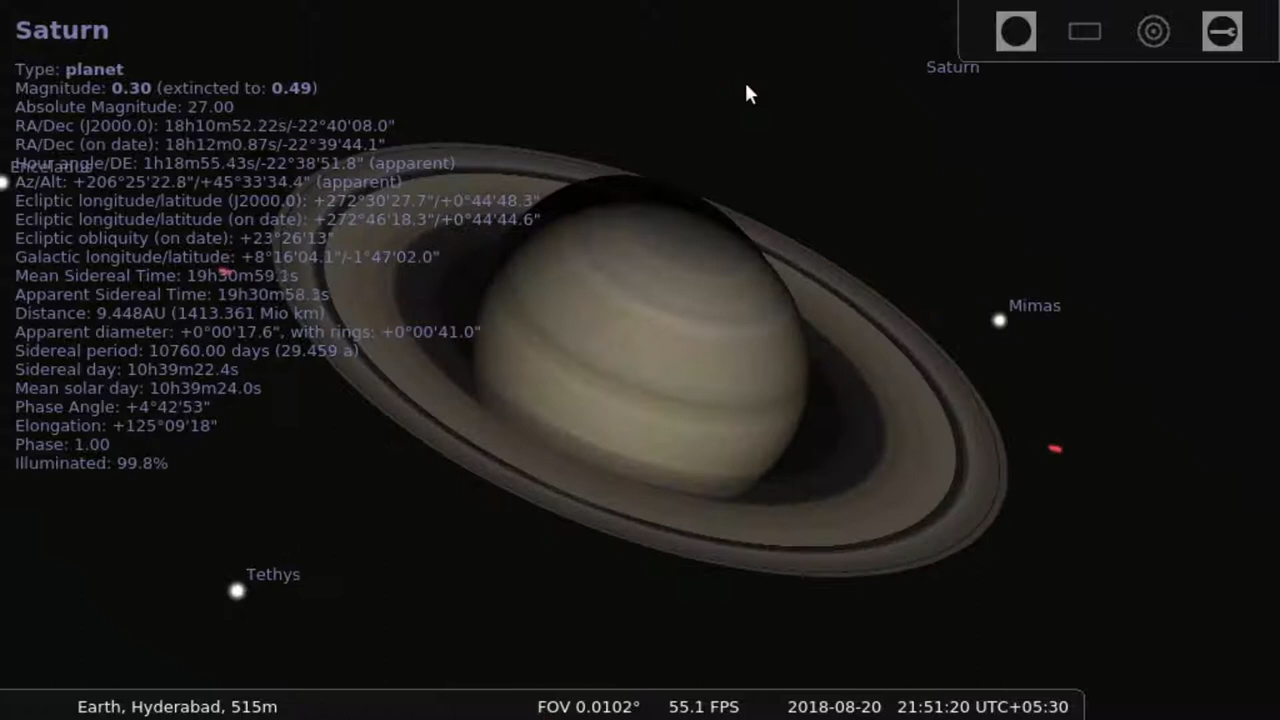 Saturn
Type: planet
Magnitude: 0.30 (extincted to: 0.49)
Absolute Magnitude: 27.00
RA/Dec (J2000.0): 18h10m52.22s/-22°40'08.0"
RA/Dec (on date): 18h12m0.87s/-22°39'44.1"
Hour angle/DE: 1h18m55.43s/-22°38'51.8" (apparent)
Enceladus
Az/Alt: +206°25'22.8"/+45°33'34.4" (apparent)
Ecliptic longitude/latitude (J2000.0): +272°30'27.7"/+0°44'48.3"
Ecliptic longitude/latitude (on date): +272°46'18.3"/+0°44'44.6"
Ecliptic obliquity (on date): +23°26'13"
Galactic longitude/latitude: +8°16'04.1"/-1°47'02.0"
Mean Sidereal Time: 19h30m59.1s
Apparent Sidereal Time: 19h30m58.3s
Distance: 9.448AU (1413.361 Mio km)
Apparent diameter: +0°00'17.6", with rings: +0°00'41.0"
Sidereal period: 10760.00 days (29.459 a)
Sidereal day: 10h39m22.4s
Mean solar day: 10h39m24.0s
Phase Angle: +4°42'53"
Elongation: +125°09'18"
Phase: 1.00
Illuminated: 99.8%
Saturn
Mimas
Tethys
Earth, Hyderabad, 515m FOV 0.0102° 55.1 FPS 2018-08-20 21:51:20 UTC+05:30